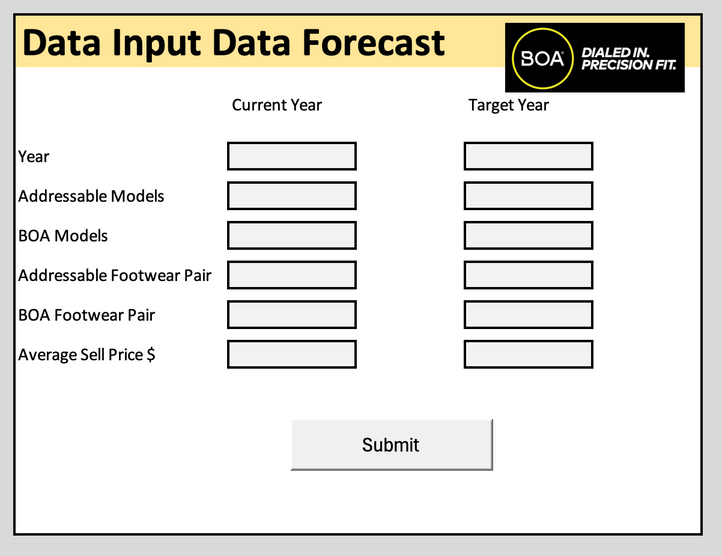 Data Input Data Forecast
BOA
DIALED IN.
PRECISION FIT.
Current Year Target Year
Year
Addressable Models
BOA Models
Addressable Footwear Pair
BOA Footwear Pair
Average Sell Price $
Submit